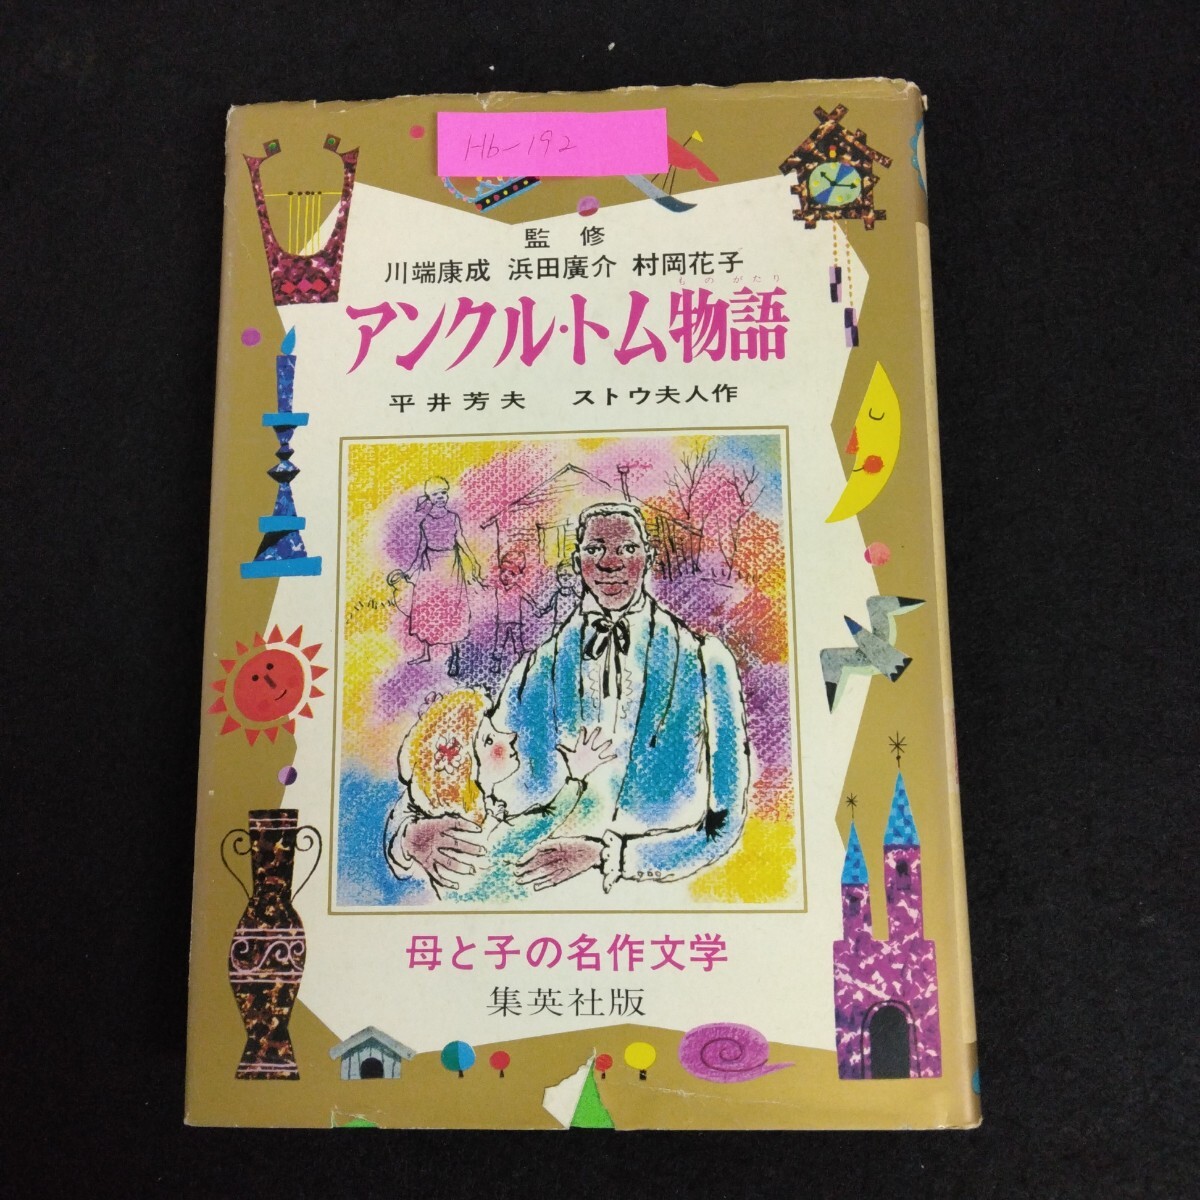 Hb-192
監修
川端康成 浜田廣介 村岡花子
ものがたり
アンクル・トム物語
平井芳夫 ストウ夫人作
母と子の名作文学
集英社版